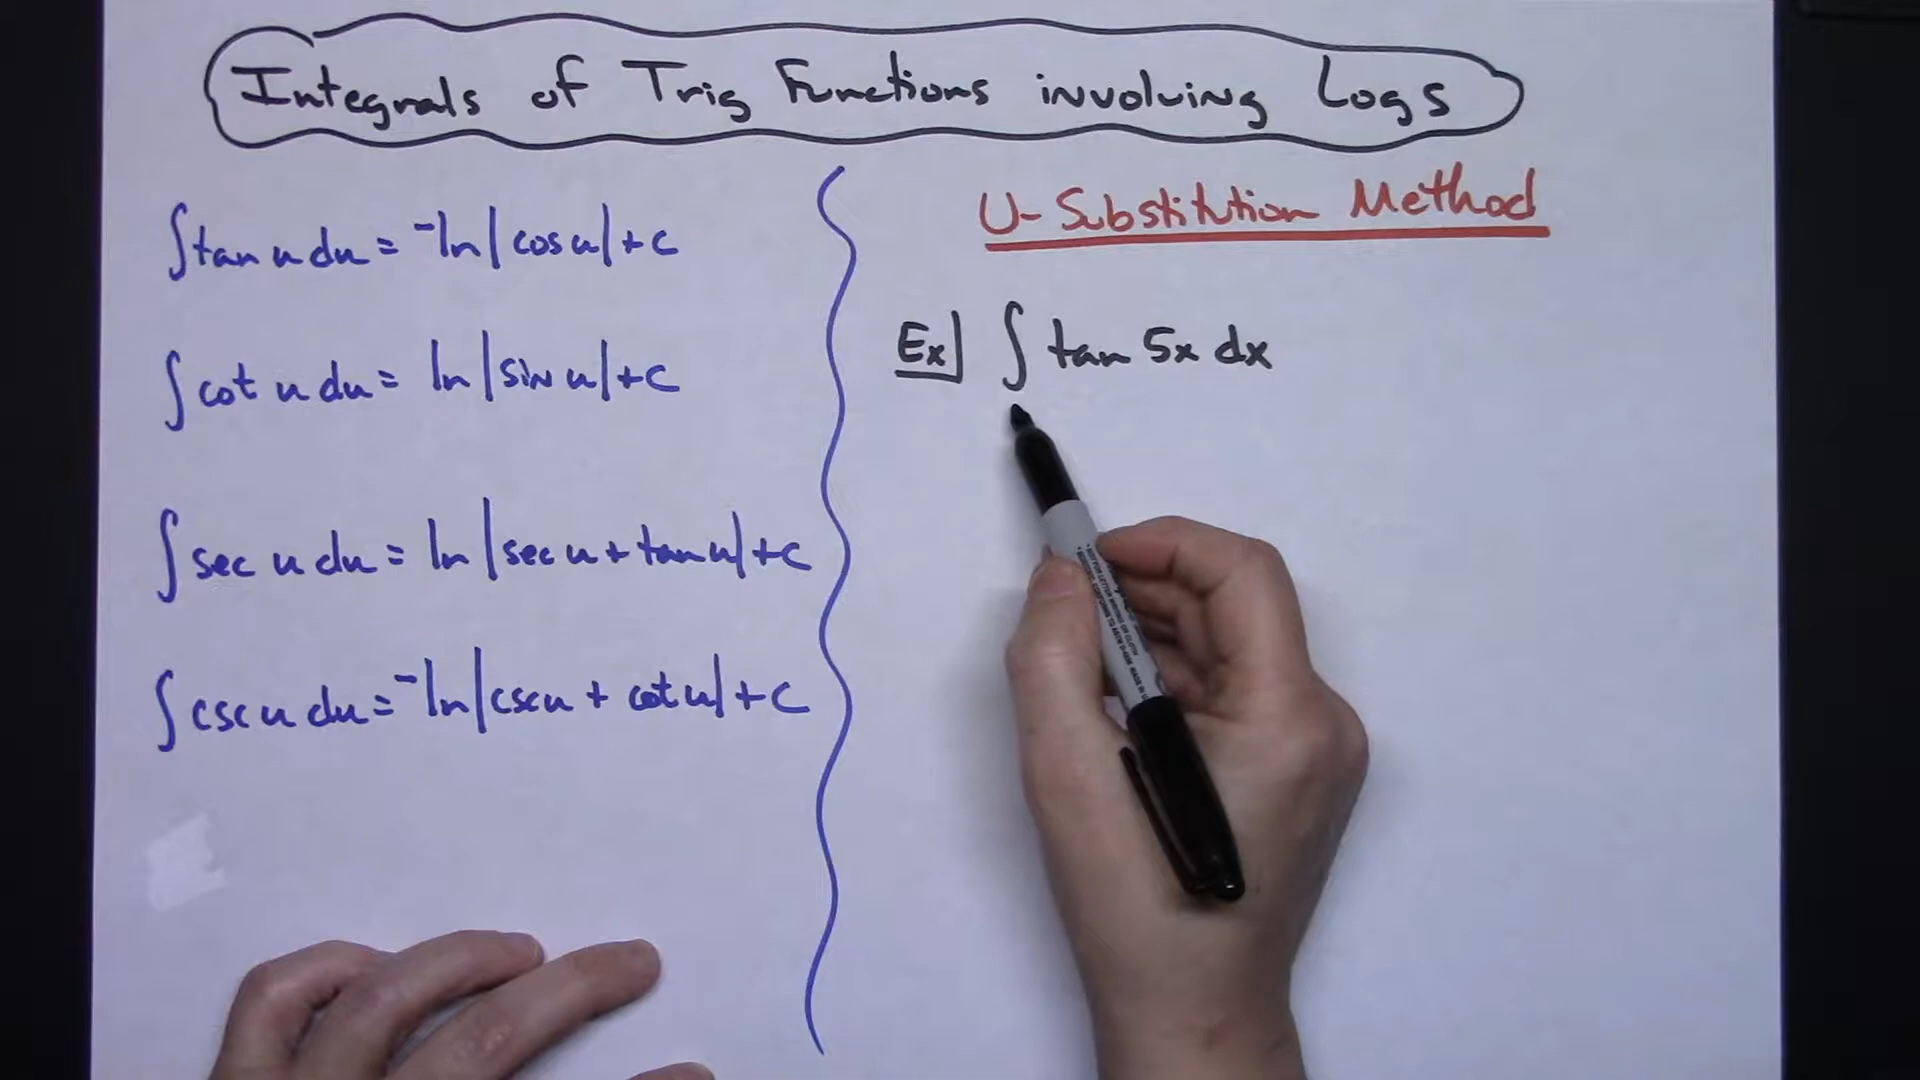 Integrals of Trig Functions involving Logs
∫tan u du = -ln|cos u|+c
∫cot u du = ln|sin u|+c
∫sec u du = ln|sec u + tan u|+c
∫csc u du = -ln|csc u + cot u|+c
U-Substitution Method
Ex| ∫ tan 5x dx